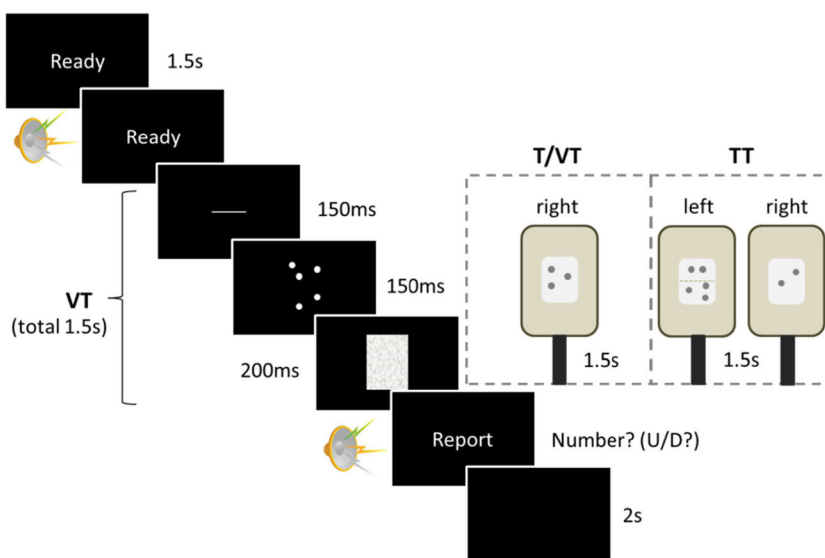 Ready
1.5s
Ready
T/VT
TT
right
left
right
150ms
VT
(total 1.5s)
150ms
200ms
1.5s
1.5s
Report
Number? (U/D?)
2s